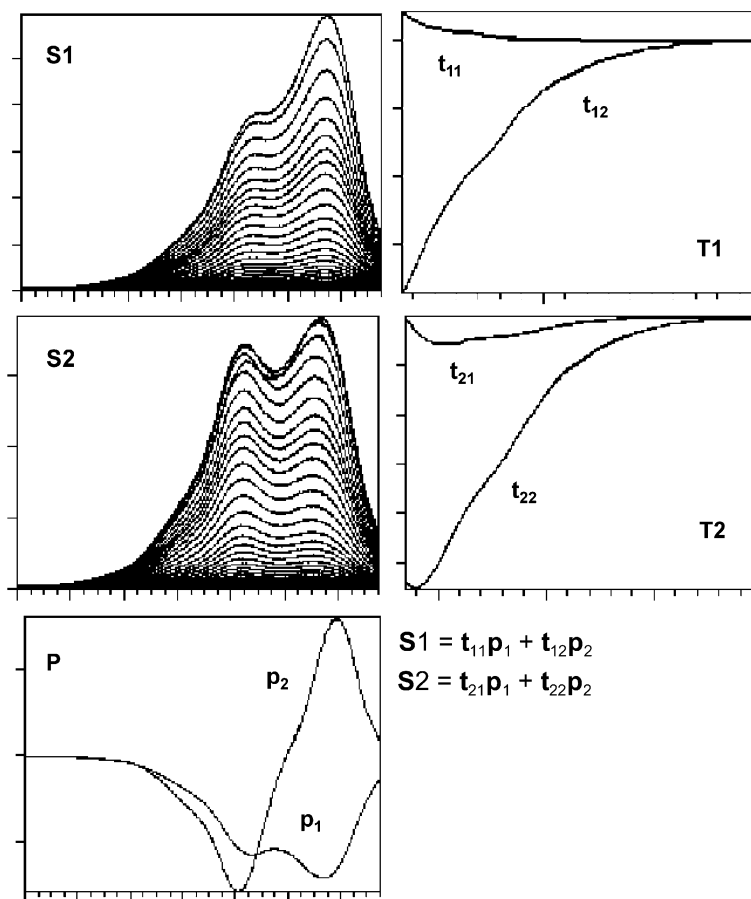 S1
t₁₁
t₁₂
T1
S2
t₂₁
t₂₂
T2
P
p₂
p₁
S1 = t₁₁p₁ + t₁₂p₂
S2 = t₂₁p₁ + t₂₂p₂